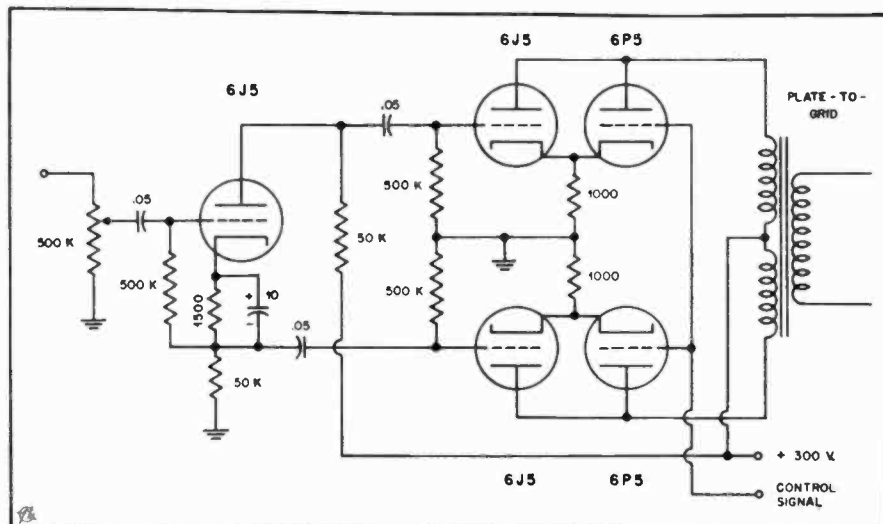 6J5 6P5
6J5
.05
PLATE - TO -
GRID
.05
500 K
1000
500 K
50 K
500 K
1500
+ 10
-
500 K
1000
.05
50 K
+ 300 V.
6J5 6P5
CONTROL
SIGNAL